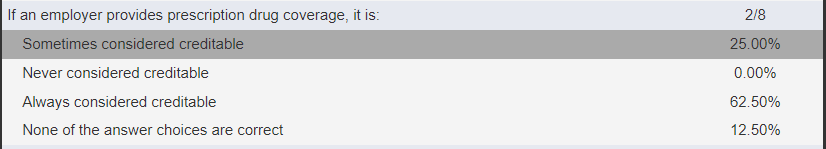 If an employer provides prescription drug coverage, it is: 2/8
Sometimes considered creditable 25.00%
Never considered creditable 0.00%
Always considered creditable 62.50%
None of the answer choices are correct 12.50%